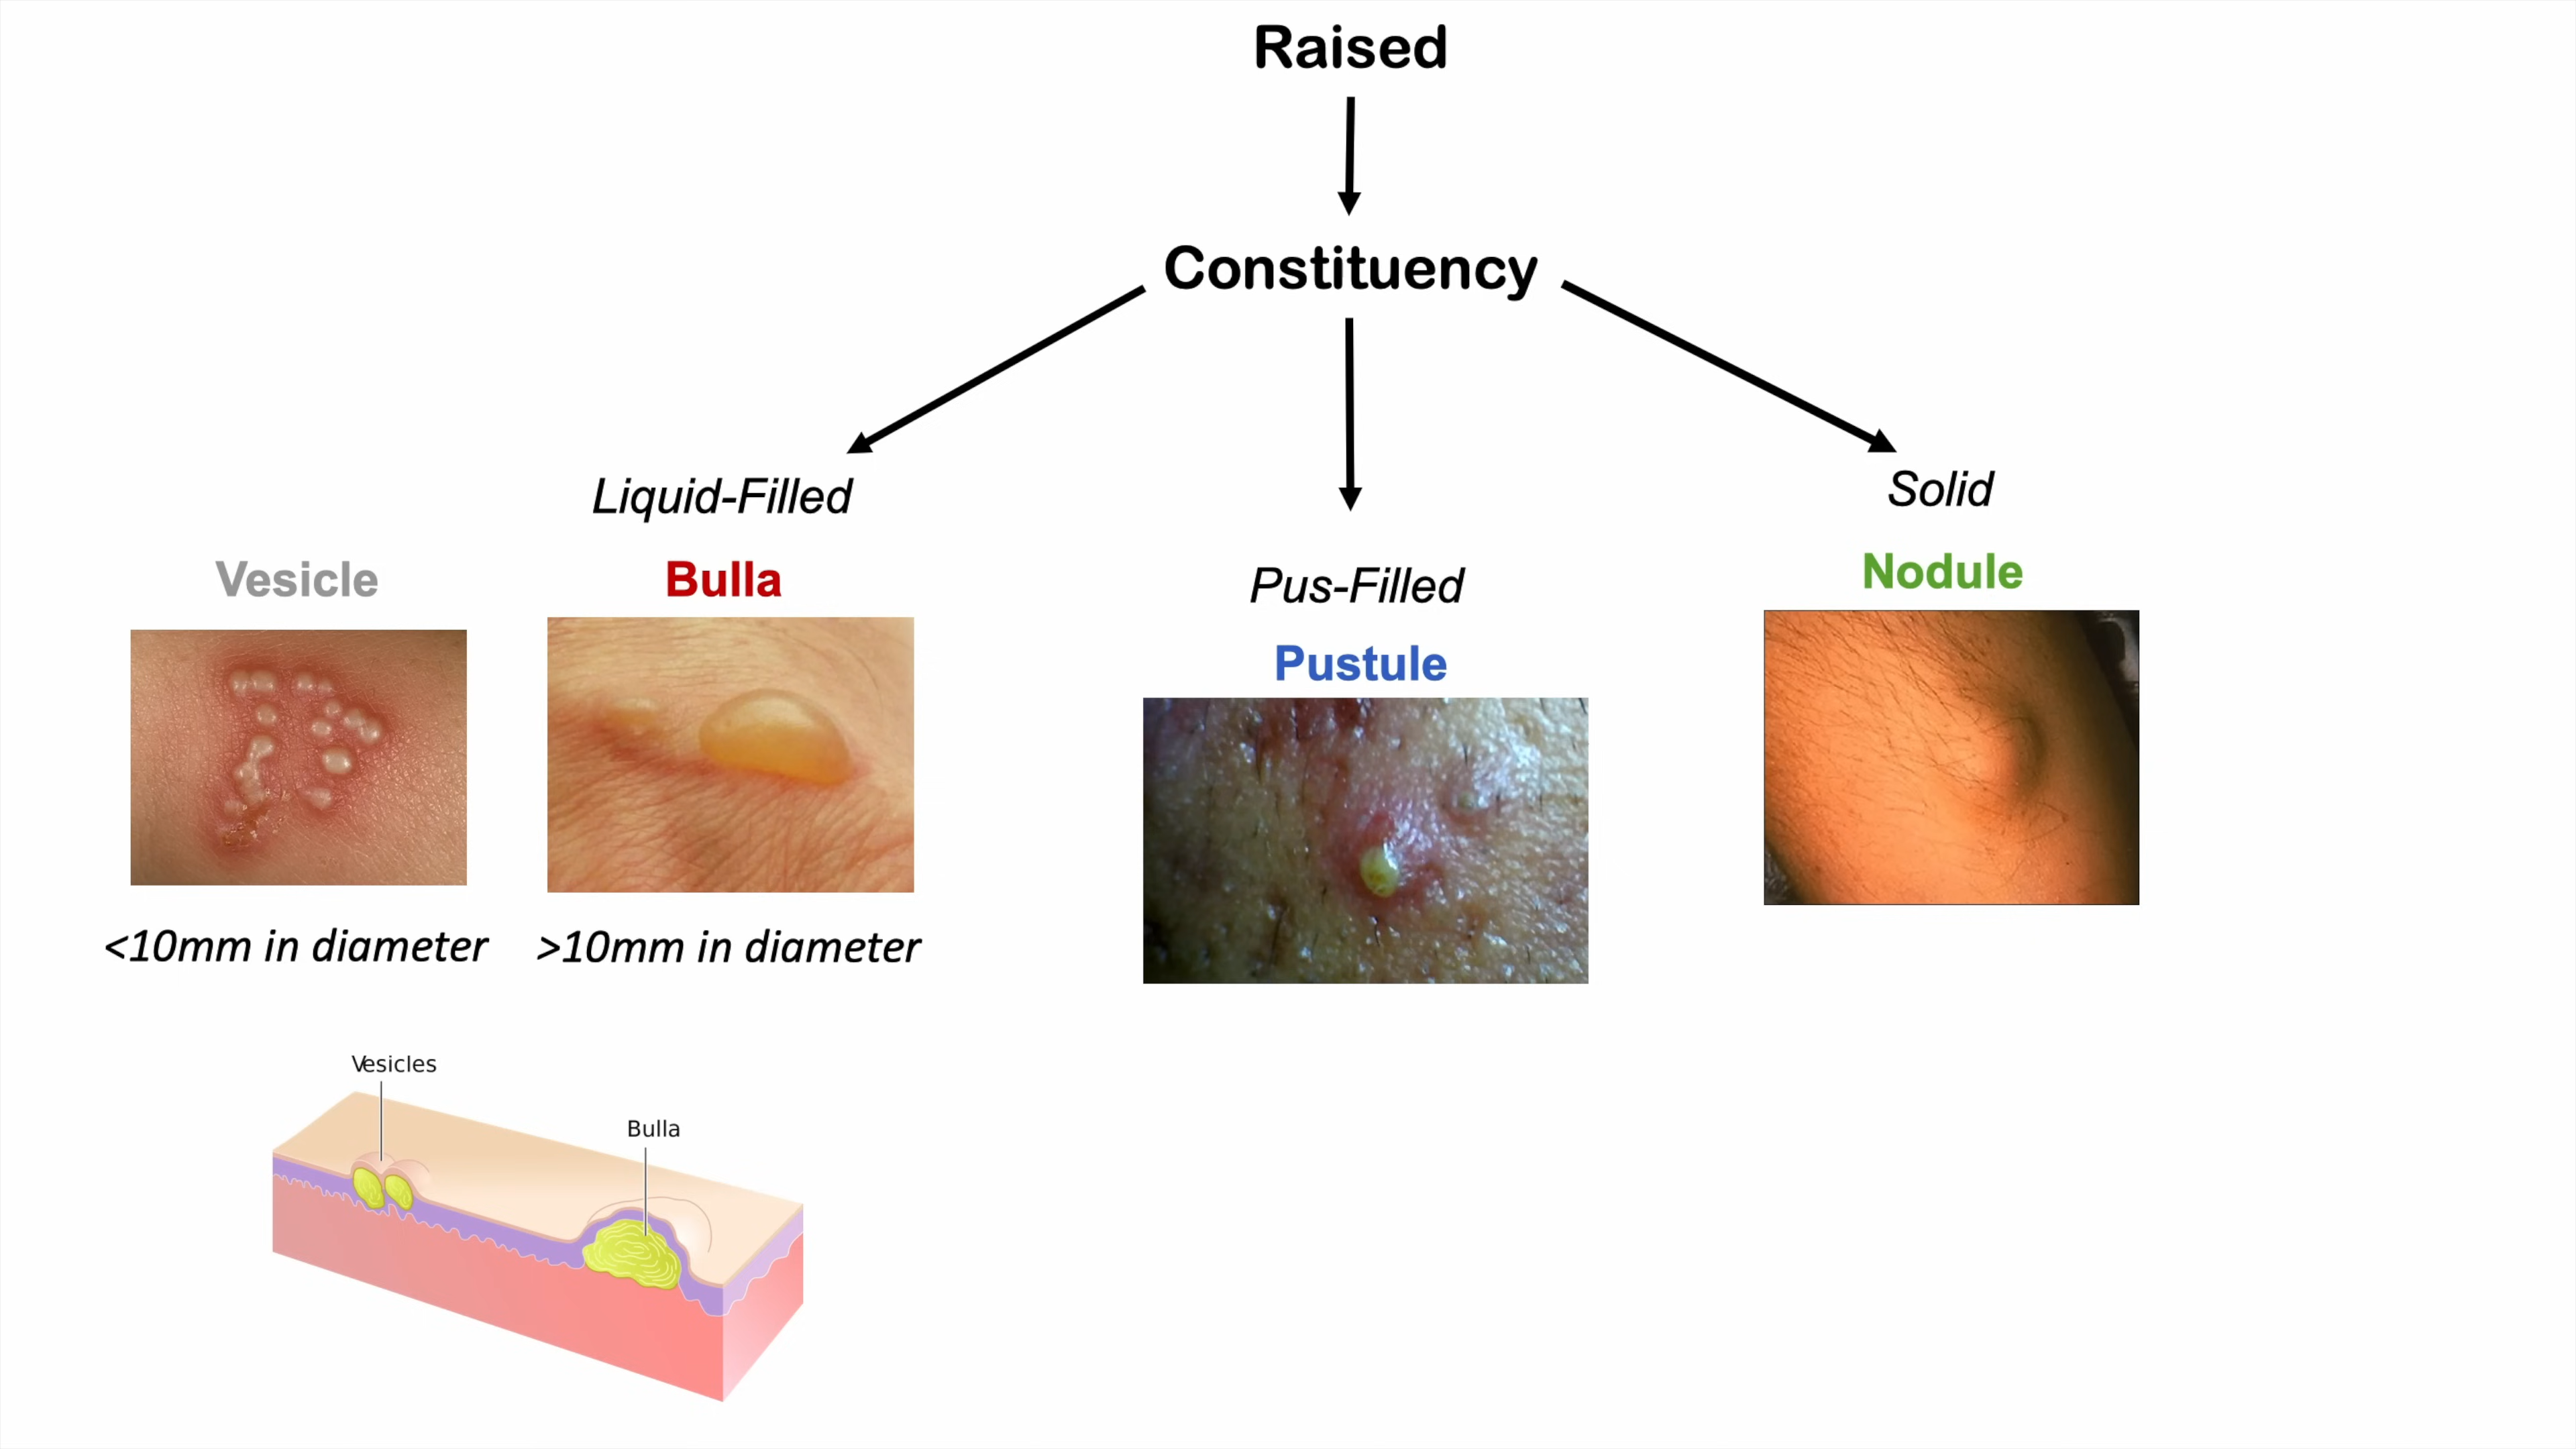 Raised
Constituency
Liquid-Filled
Solid
Vesicle
Bulla
Pus-Filled
Nodule
Pustule
<10mm in diameter
>10mm in diameter
Vesicles
Bulla